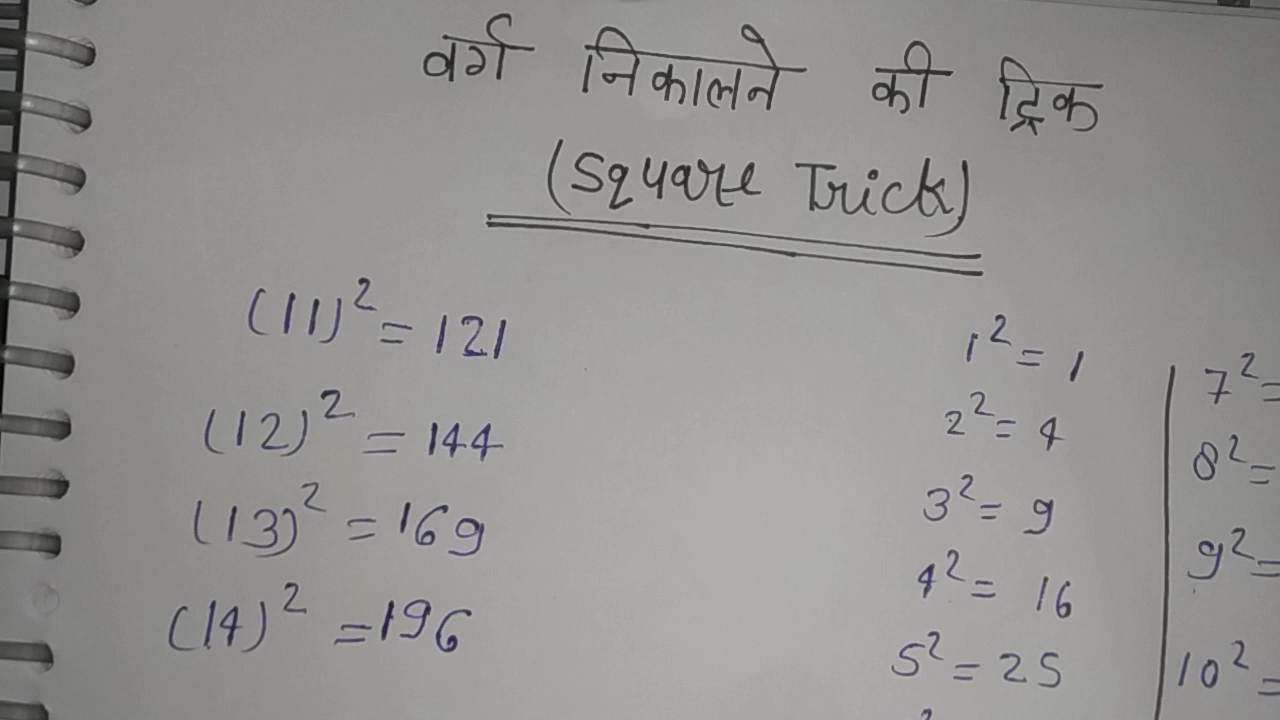 वर्ग निकालने की ट्रिक
(Square Trick)
(11)² = 121
(12)² = 144
(13)² = 169
(14)² = 196
1² = 1
2² = 4
3² = 9
4² = 16
5² = 25
7² =
8² =
9² =
10² =